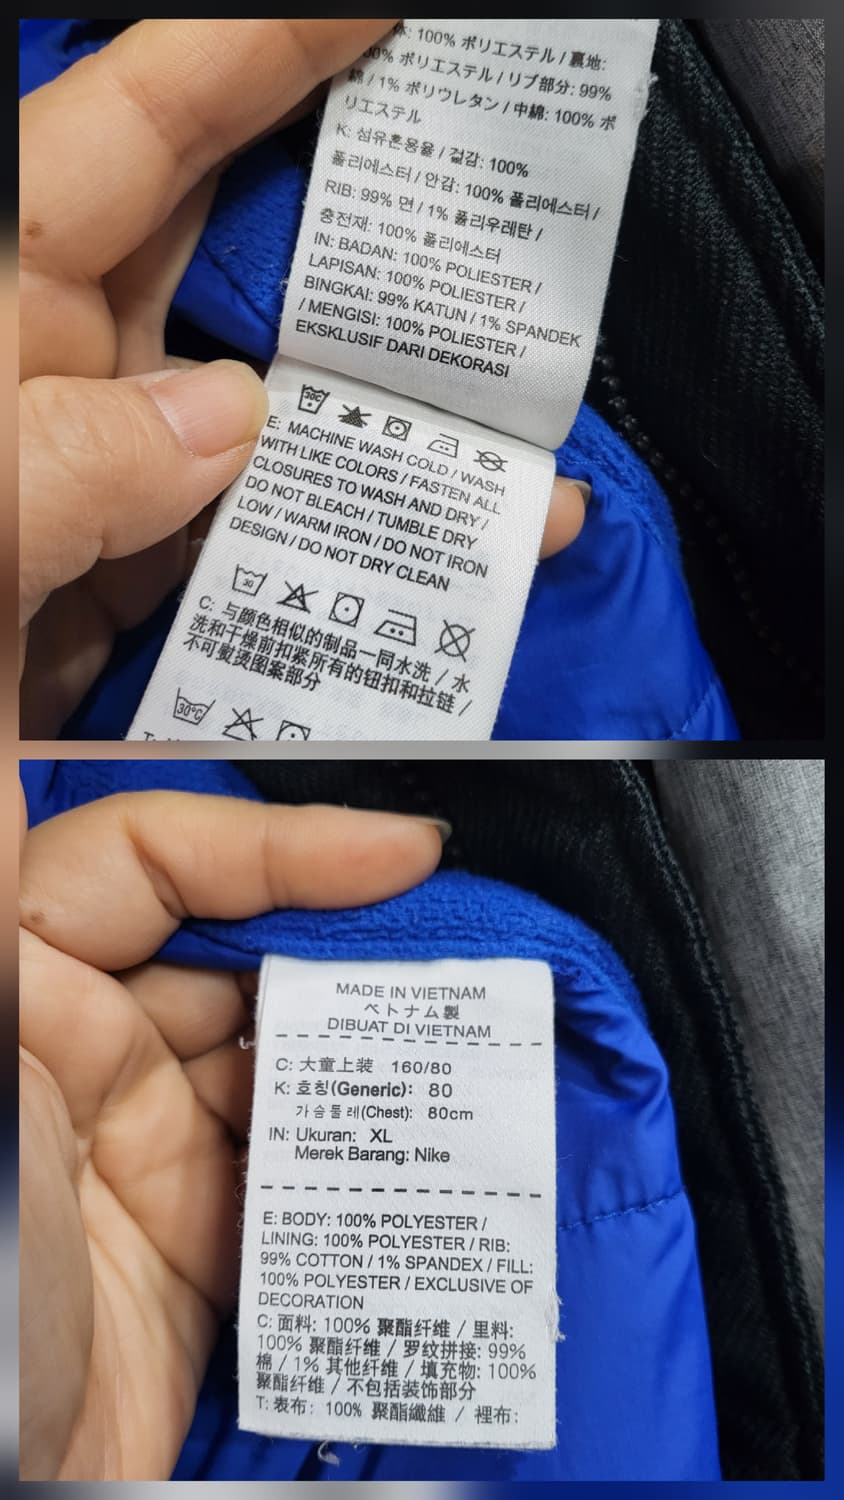 体: 100% ポリエステル / 裏地:
00% ポリエステル / リブ部分: 99%
綿 / 1% ポリウレタン / 中綿: 100% ポ
リエステル
K: 섬유혼용율 / 겉감: 100%
폴리에스터 / 안감: 100% 폴리에스터 /
RIB: 99% 면 / 1% 폴리우레탄 /
충전재: 100% 폴리에스터
IN: BADAN: 100% POLIESTER /
LAPISAN: 100% POLIESTER /
BINGKAI: 99% KATUN / 1% SPANDEK
/ MENGISI: 100% POLIESTER /
EKSKLUSIF DARI DEKORASI
30C
E: MACHINE WASH COLD / WASH
WITH LIKE COLORS / FASTEN ALL
CLOSURES TO WASH AND DRY /
DO NOT BLEACH / TUMBLE DRY
LOW / WARM IRON / DO NOT IRON
DESIGN / DO NOT DRY CLEAN
30
C: 与颜色相似的制品一同水洗 / 水
洗和干燥前扣紧所有的钮扣和拉链 /
不可熨烫图案部分
30°C
MADE IN VIETNAM
ベトナム製
DIBUAT DI VIETNAM
C: 大童上装 160/80
K: 호칭(Generic): 80
가슴둘레(Chest): 80cm
IN: Ukuran: XL
Merek Barang: Nike
E: BODY: 100% POLYESTER /
LINING: 100% POLYESTER / RIB:
99% COTTON / 1% SPANDEX / FILL:
100% POLYESTER / EXCLUSIVE OF
DECORATION
C: 面料: 100% 聚酯纤维 / 里料:
100% 聚酯纤维 / 罗纹拼接: 99%
棉 / 1% 其他纤维 / 填充物: 100%
聚酯纤维 / 不包括装饰部分
T: 表布: 100% 聚酯纖維 / 裡布: